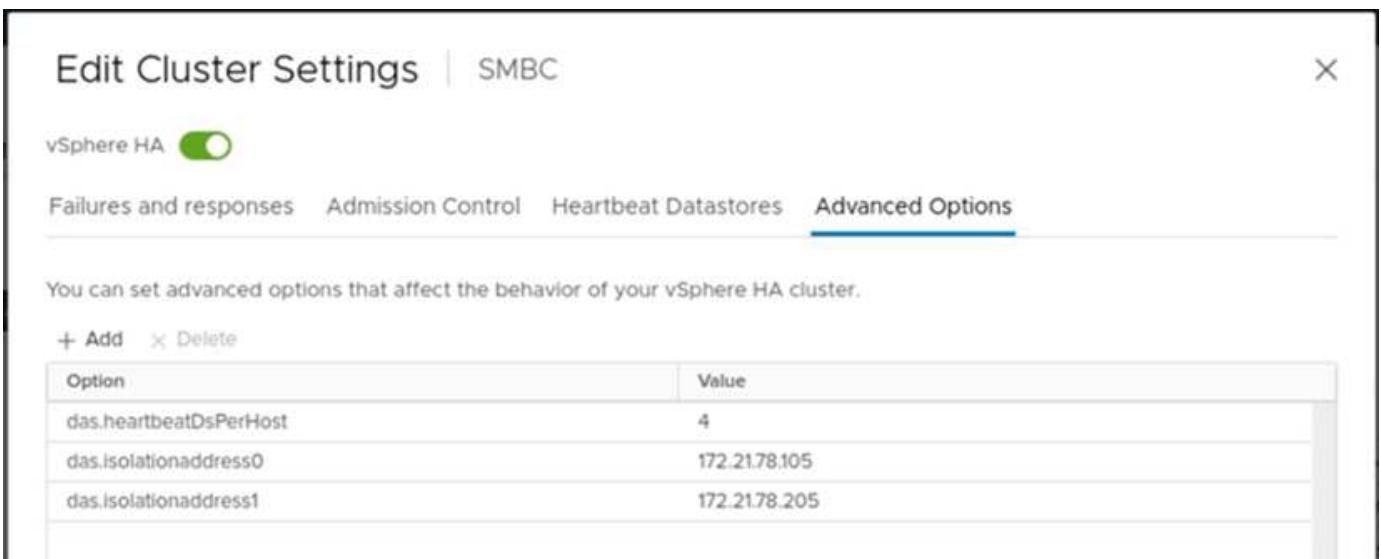 Edit Cluster Settings | SMBC
vSphere HA
Failures and responses Admission Control Heartbeat Datastores Advanced Options
You can set advanced options that affect the behavior of your vSphere HA cluster.
+ Add × Delete
Option Value
das.heartbeatDsPerHost 4
das.isolationaddress0 172.21.78.105
das.isolationaddress1 172.21.78.205